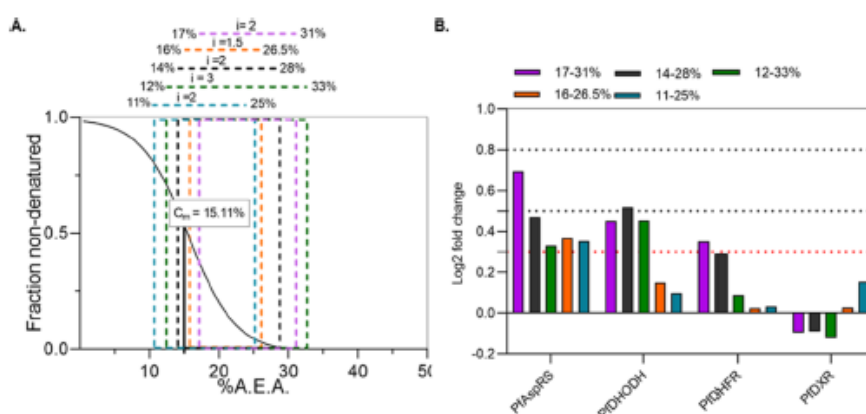 A.
17% i= 2 31%
16% i=1.5 26.5%
14% i=2 28%
12% i = 3 33%
11% i=2 25%
1.0
0.5
0.0
Fraction non-denatured
Cm = 15.11%
10 20 30 40 50
%A.E.A.
B.
17-31% 14-28% 12-33%
16-26.5% 11-25%
1.0
0.8
0.6
0.4
0.2
0.0
-0.2
Log2 fold change
PfAspRS PfDHODH PfDHFR PfDXR